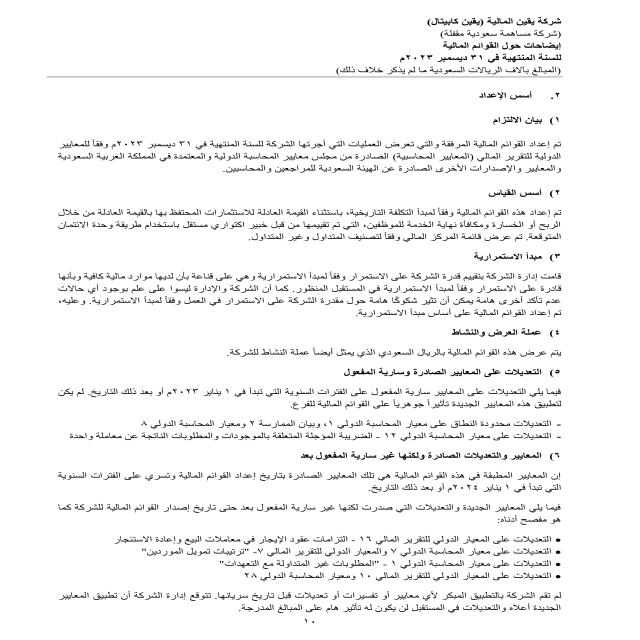 شركة يقين المالية (يقين كابيتال)
(شركة مساهمة سعودية مقفلة)
إيضاحات حول القوائم المالية
للسنة المنتهية في ٣١ ديسمبر ٢٠٢٣م
(المبالغ بآلاف الريالات السعودية ما لم يذكر خلاف ذلك)
٢. أسس الإعداد
١) بيان الالتزام
تم إعداد القوائم المالية المرفقة والتي تعرض العمليات التي أجرتها الشركة للسنة المنتهية في ٣١ ديسمبر ٢٠٢٣م وفقاً للمعايير
الدولية للتقرير المالي (المعايير المحاسبية) الصادرة من مجلس معايير المحاسبة الدولية والمعتمدة في المملكة العربية السعودية
والمعايير والإصدارات الأخرى الصادرة عن الهيئة السعودية للمراجعين والمحاسبين.
٢) أسس القياس
تم إعداد هذه القوائم المالية وفقاً لمبدأ التكلفة التاريخية، باستثناء القيمة العادلة للاستثمارات المحتفظ بها بالقيمة العادلة من خلال
الربح أو الخسارة ومكافأة نهاية الخدمة للموظفين، التي تم تقييمها من قبل خبير اكتواري مستقل باستخدام طريقة وحدة الائتمان
المتوقعة. تم عرض قائمة المركز المالي وفقاً لتصنيف المتداول وغير المتداول.
٣) مبدأ الاستمرارية
قامت إدارة الشركة بتقييم قدرة الشركة على الاستمرار وفقاً لمبدأ الاستمرارية وهي على قناعة بأن لديها موارد مالية كافية وبأنها
قادرة على الاستمرار وفقاً لمبدأ الاستمرارية في المستقبل المنظور. كما أن الشركة والإدارة ليسوا على علم بوجود أي حالات
عدم تأكد أخرى هامة يمكن أن تثير شكوكًا هامة حول مقدرة الشركة على الاستمرار في العمل وفقاً لمبدأ الاستمرارية. وعليه،
تم إعداد القوائم المالية على أساس مبدأ الاستمرارية.
٤) عملة العرض والنشاط
يتم عرض هذه القوائم المالية بالريال السعودي الذي يمثل أيضاً عملة النشاط للشركة.
٥) التعديلات على المعايير الصادرة وسارية المفعول
فيما يلي التعديلات على المعايير سارية المفعول على الفترات السنوية التي تبدأ في ١ يناير ٢٠٢٣م أو بعد ذلك التاريخ. لم يكن
لتطبيق هذه المعايير الجديدة تأثيراً جوهرياً على القوائم المالية للفرع.
- التعديلات محدودة النطاق على معيار المحاسبة الدولي ١، وبيان الممارسة ٢ ومعيار المحاسبة الدولي ٨
- التعديلات على معيار المحاسبة الدولي ١٢ - الضريبة المؤجلة المتعلقة بالموجودات والمطلوبات الناتجة عن معاملة واحدة
٦) المعايير والتعديلات الصادرة ولكنها غير سارية المفعول بعد
إن المعايير المطبقة في هذه القوائم المالية هي تلك المعايير الصادرة بتاريخ إعداد القوائم المالية وتسري على الفترات السنوية
التي تبدأ في ١ يناير ٢٠٢٤م أو بعد ذلك التاريخ.
فيما يلي المعايير الجديدة والتعديلات التي صدرت لكنها غير سارية المفعول بعد حتى تاريخ إصدار القوائم المالية للشركة كما
هو مفصح أدناه:
● التعديلات على المعيار الدولي للتقرير المالي ١٦ - التزامات عقود الإيجار في معاملات البيع وإعادة الاستئجار
● التعديلات على معيار المحاسبة الدولي ٧ والمعيار الدولي للتقرير المالي ٧- "ترتيبات تمويل الموردين"
● التعديلات على معيار المحاسبة الدولي ١ - "المطلوبات غير المتداولة مع التعهدات"
● التعديلات على المعيار الدولي للتقرير المالي ١٠ ومعيار المحاسبة الدولي ٢٨
لم تقم الشركة بالتطبيق المبكر لأي معايير أو تفسيرات أو تعديلات قبل تاريخ سريانها. تتوقع إدارة الشركة أن تطبيق المعايير
الجديدة أعلاه والتعديلات في المستقبل لن يكون له تأثير هام على المبالغ المدرجة.
١٠